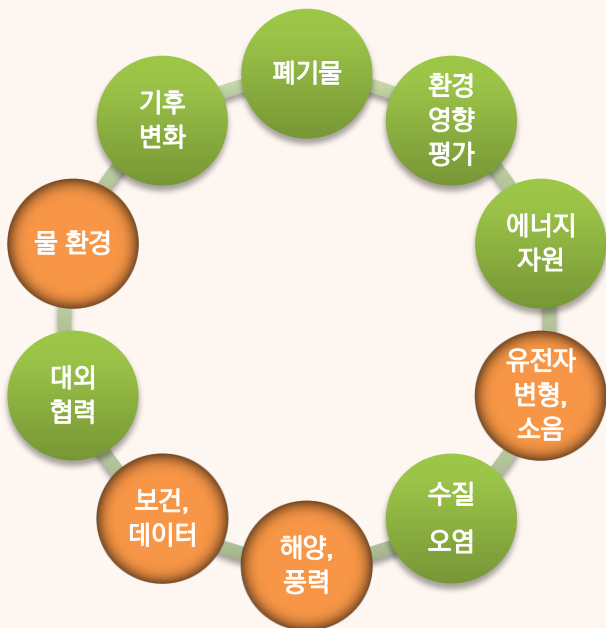 폐기물
환경
영향
평가
에너지
자원
유전자
변형,
소음
수질
오염
해양,
풍력
보건,
데이터
대외
협력
물 환경
기후
변화